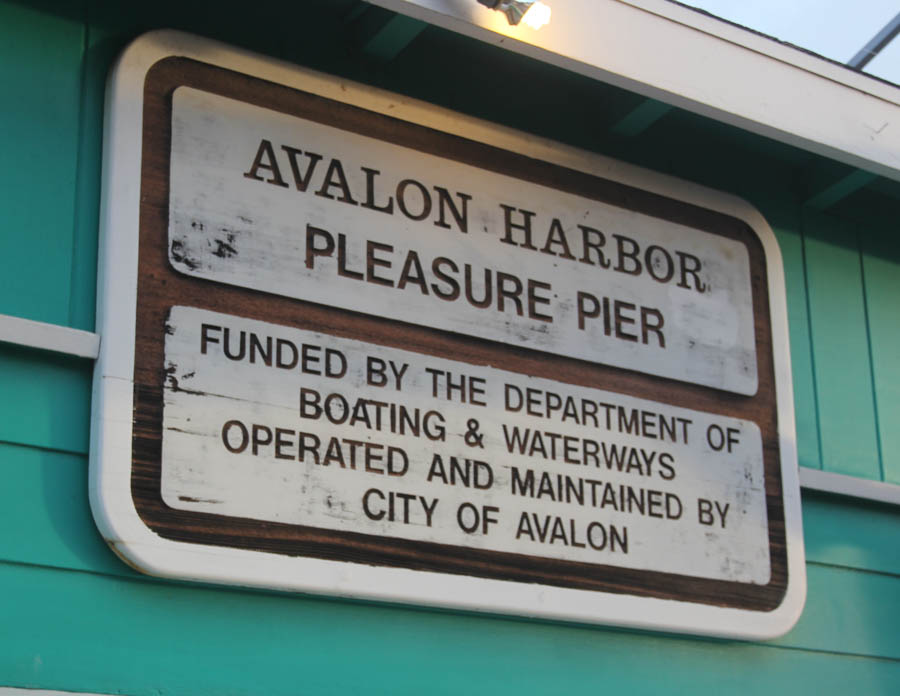 AVALON HARBOR
PLEASURE PIER
FUNDED BY THE DEPARTMENT OF
BOATING & WATERWAYS
OPERATED AND MAINTAINED BY
CITY OF AVALON